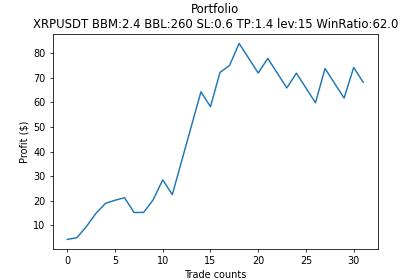 Portfolio
XRPUSDT BBM:2.4 BBL:260 SL:0.6 TP:1.4 lev:15 WinRatio:62.0
80
70
60
50
40
30
20
10
Profit ($)
0 5 10 15 20 25 30
Trade counts